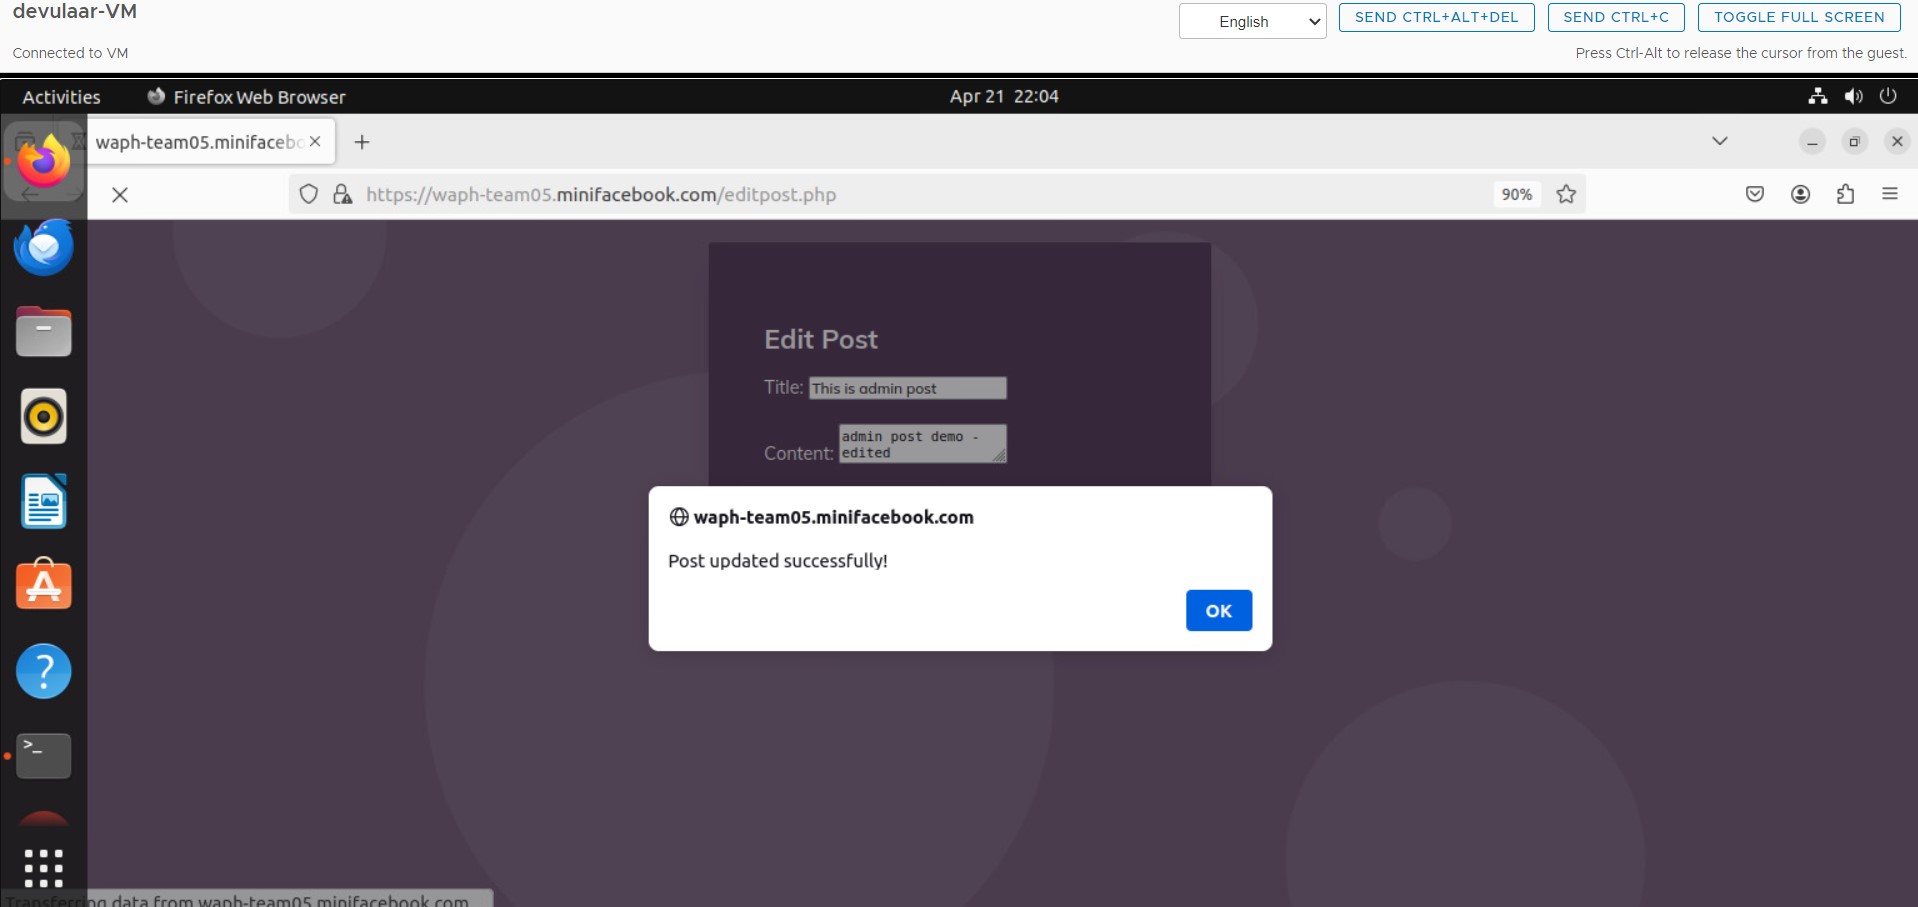 devulaar-VM
English
SEND CTRL+ALT+DEL
SEND CTRL+C
TOGGLE FULL SCREEN
Connected to VM
Press Ctrl-Alt to release the cursor from the guest.
Activities
Firefox Web Browser
Apr 21 22:04
waph-team05.minifacebo
https://waph-team05.minifacebook.com/editpost.php
90%
Edit Post
Title: This is admin post
Content: admin post demo -
edited
waph-team05.minifacebook.com
Post updated successfully!
OK
Transferring data from waph-team05.minifacebook.com